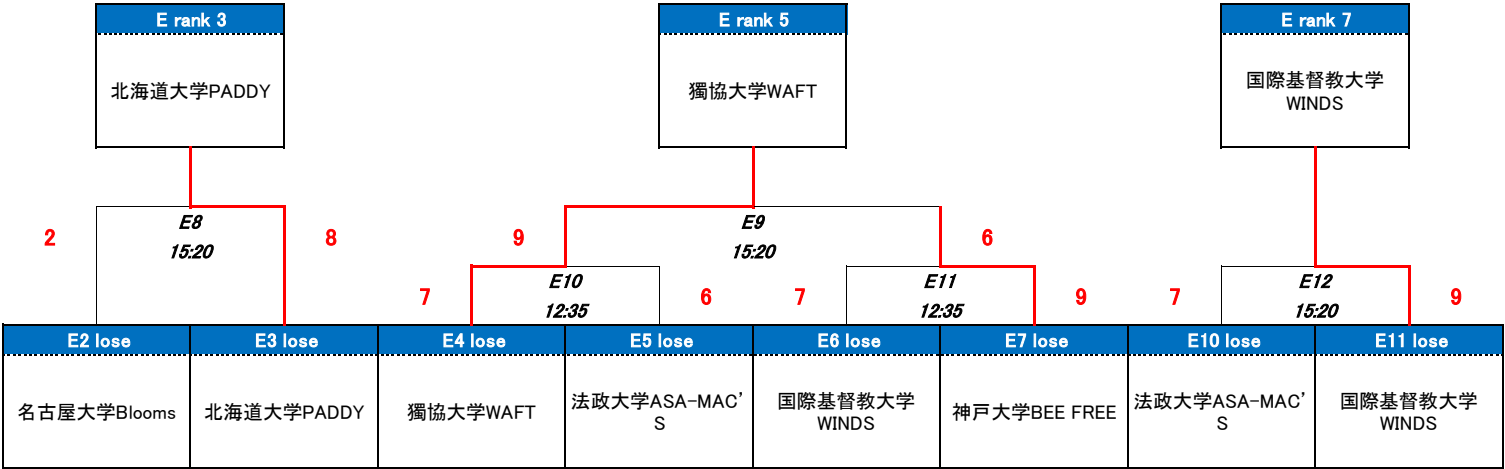 E rank 3
E rank 5
E rank 7
北海道大学PADDY
獨協大学WAFT
国際基督教大学
WINDS
E8
15:20
2
8
E9
15:20
9
6
E10
12:35
7
6
E11
12:35
7
9
E12
15:20
7
9
E2 lose
E3 lose
E4 lose
E5 lose
E6 lose
E7 lose
E10 lose
E11 lose
名古屋大学Blooms
北海道大学PADDY
獨協大学WAFT
法政大学ASA-MAC'
S
国際基督教大学
WINDS
神戸大学BEE FREE
法政大学ASA-MAC'
S
国際基督教大学
WINDS